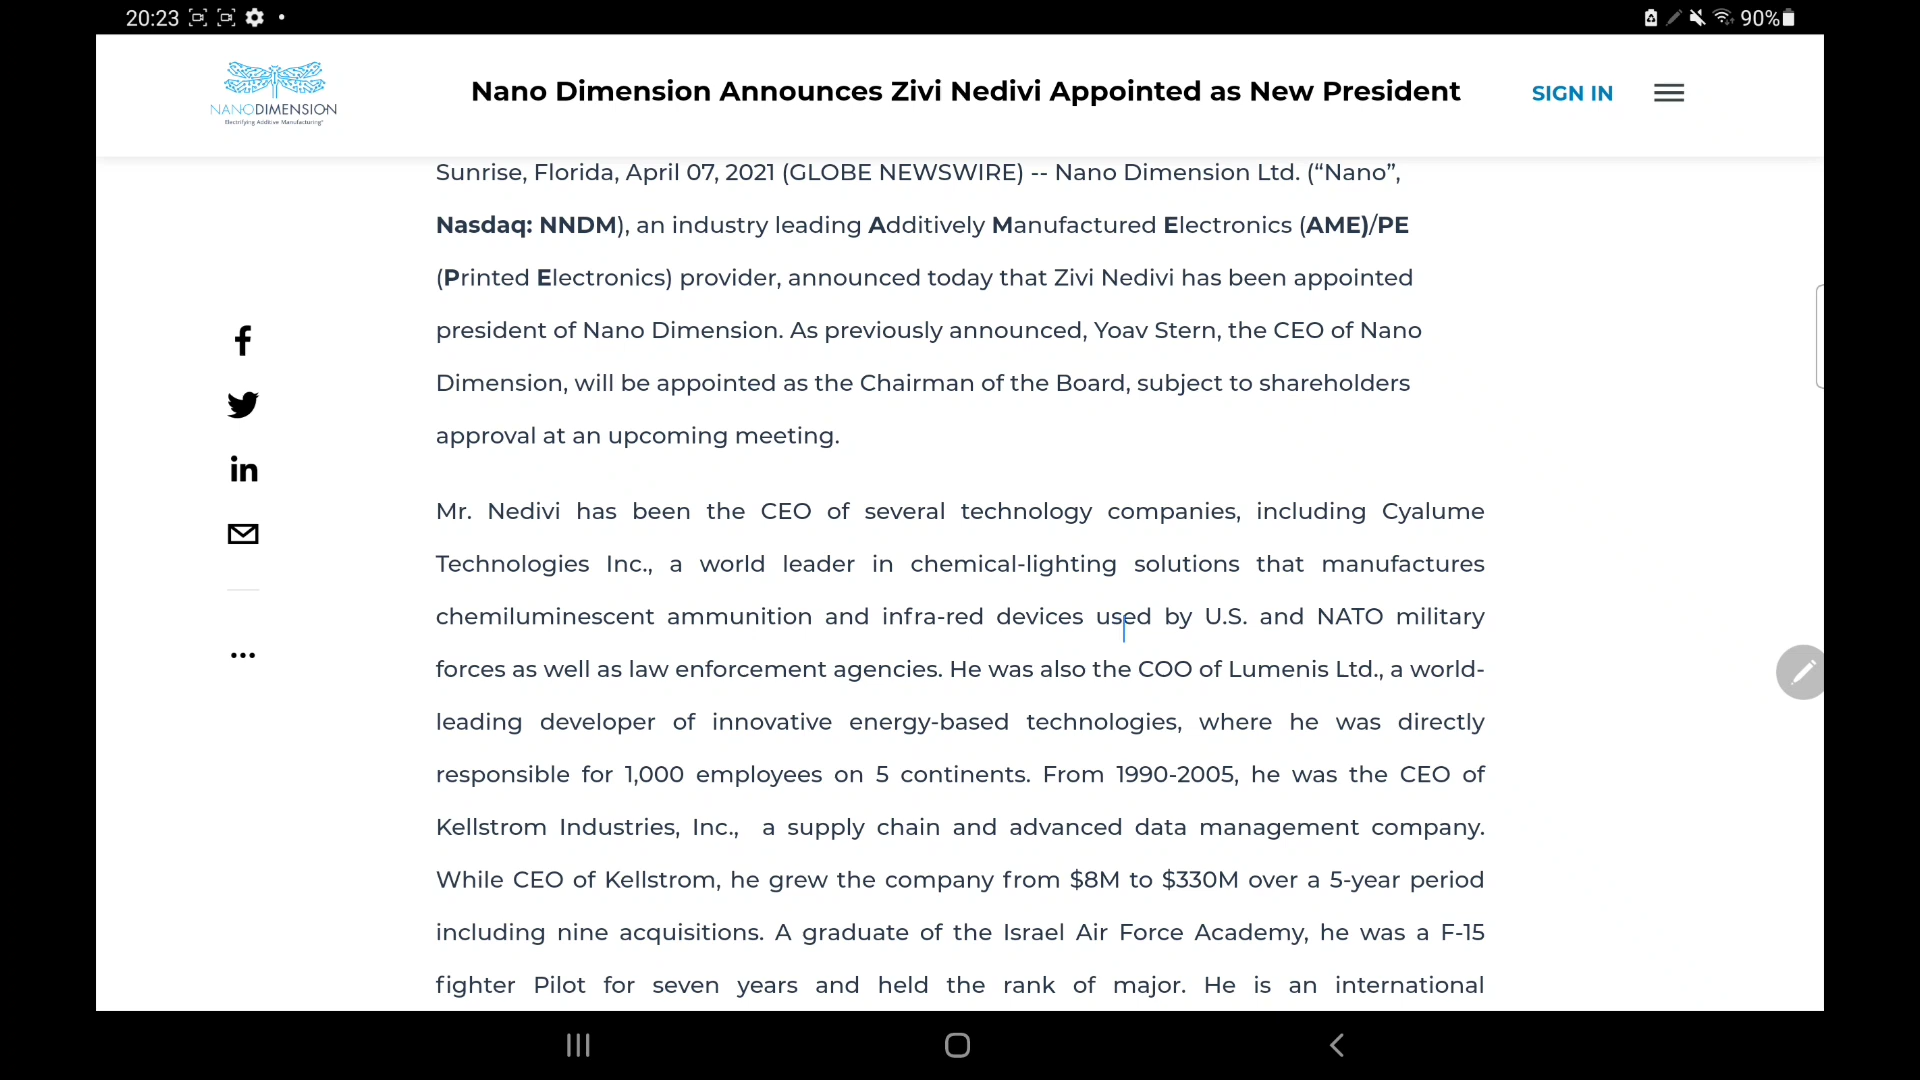 20:23
90%
NANODIMENSION
Electrifying Additive Manufacturing®
Nano Dimension Announces Zivi Nedivi Appointed as New President
SIGN IN
Sunrise, Florida, April 07, 2021 (GLOBE NEWSWIRE) -- Nano Dimension Ltd. (“Nano”,
Nasdaq: NNDM), an industry leading Additively Manufactured Electronics (AME)/PE
(Printed Electronics) provider, announced today that Zivi Nedivi has been appointed
president of Nano Dimension. As previously announced, Yoav Stern, the CEO of Nano
Dimension, will be appointed as the Chairman of the Board, subject to shareholders
approval at an upcoming meeting.
Mr. Nedivi has been the CEO of several technology companies, including Cyalume
Technologies Inc., a world leader in chemical-lighting solutions that manufactures
chemiluminescent ammunition and infra-red devices used by U.S. and NATO military
forces as well as law enforcement agencies. He was also the COO of Lumenis Ltd., a world-
leading developer of innovative energy-based technologies, where he was directly
responsible for 1,000 employees on 5 continents. From 1990-2005, he was the CEO of
Kellstrom Industries, Inc., a supply chain and advanced data management company.
While CEO of Kellstrom, he grew the company from $8M to $330M over a 5-year period
including nine acquisitions. A graduate of the Israel Air Force Academy, he was a F-15
fighter Pilot for seven years and held the rank of major. He is an international